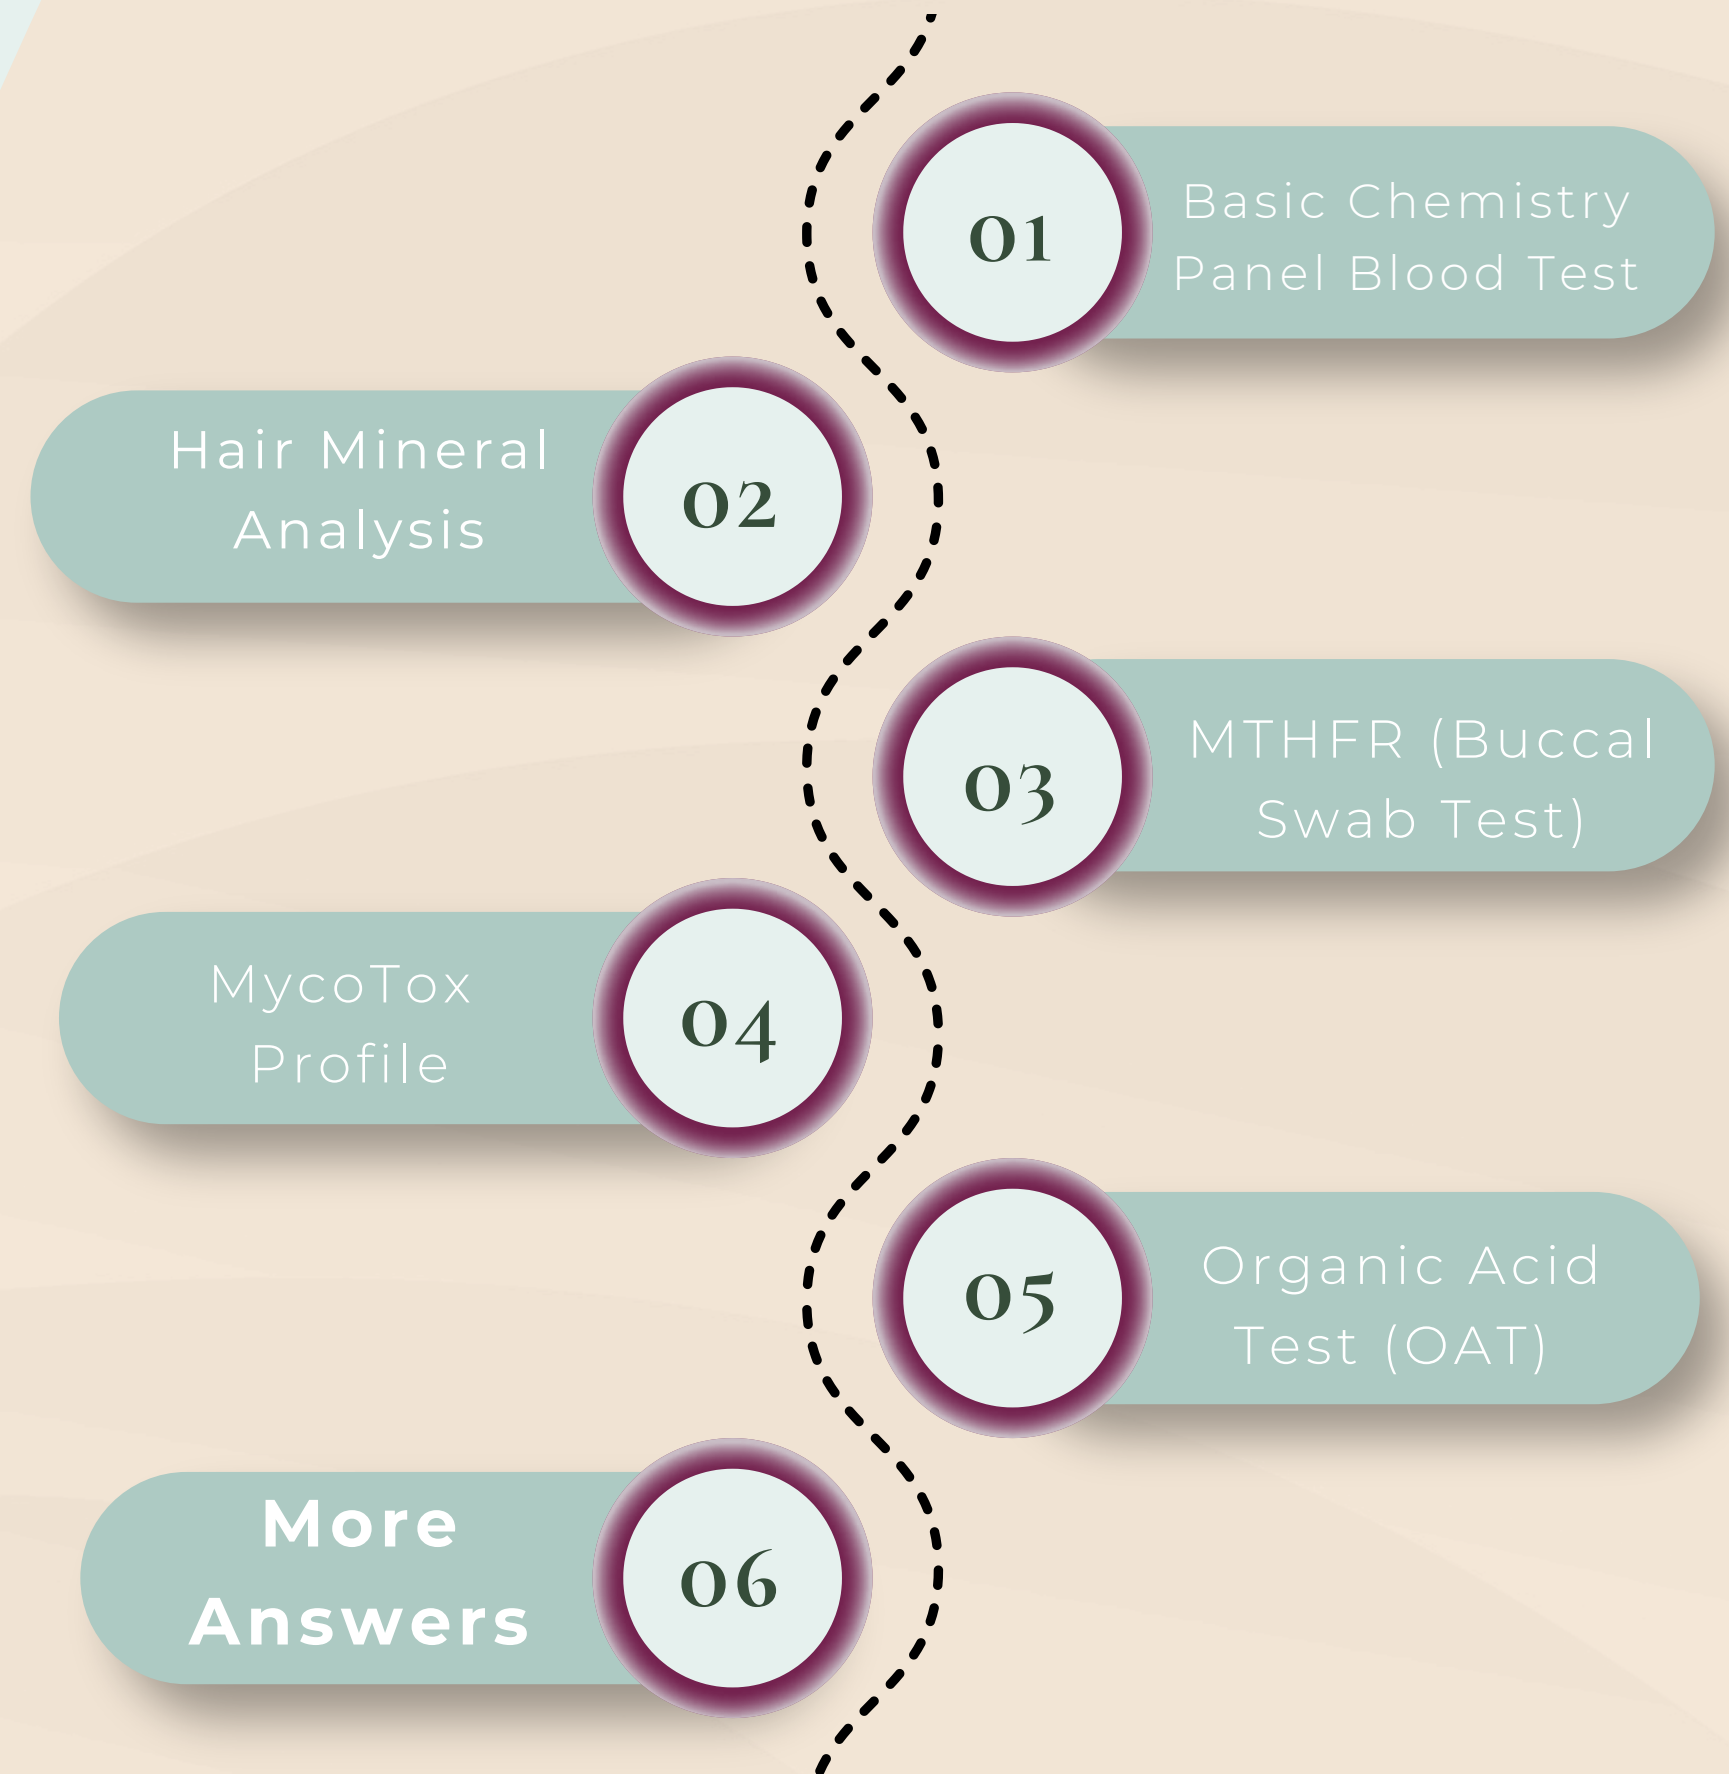 01
Basic Chemistry
Panel Blood Test
Hair Mineral
Analysis
02
03
MTHFR (Buccal
Swab Test)
MycoTox
Profile
04
05
Organic Acid
Test (OAT)
More
Answers
06